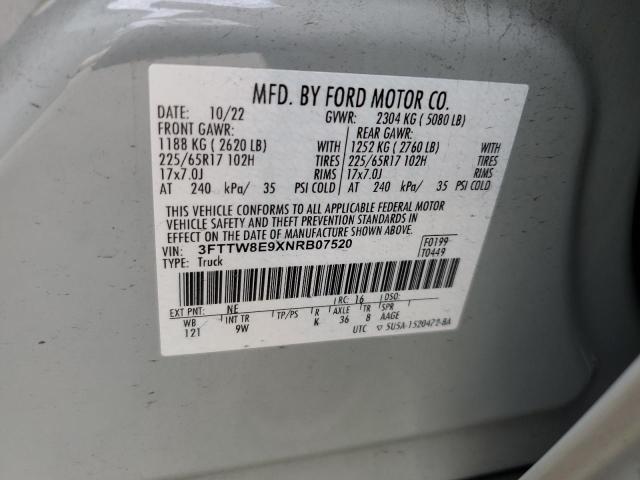 MFD. BY FORD MOTOR CO.
DATE: 10/22 GVWR: 2304 KG ( 5080 LB)
FRONT GAWR: REAR GAWR:
1188 KG ( 2620 LB) WITH 1252 KG ( 2760 LB) WITH
225/65R17 102H TIRES 225/65R17 102H TIRES
17x7.0J RIMS 17x7.0J RIMS
AT 240 kPa/ 35 PSI COLD AT 240 kPa/ 35 PSI COLD
THIS VEHICLE CONFORMS TO ALL APPLICABLE FEDERAL MOTOR
VEHICLE SAFETY AND THEFT PREVENTION STANDARDS IN
EFFECT ON THE DATE OF MANUFACTURE SHOWN ABOVE.
VIN: 3FTTW8E9XNRB07520 F0199
TYPE: Truck T0449
EXT PNT: NE RC: 16 DSO:
WB INT TR TP/PS R AXLE TR SPR
121 9W K 36 8 AAGE
UTC 5U5A-1520472-BA